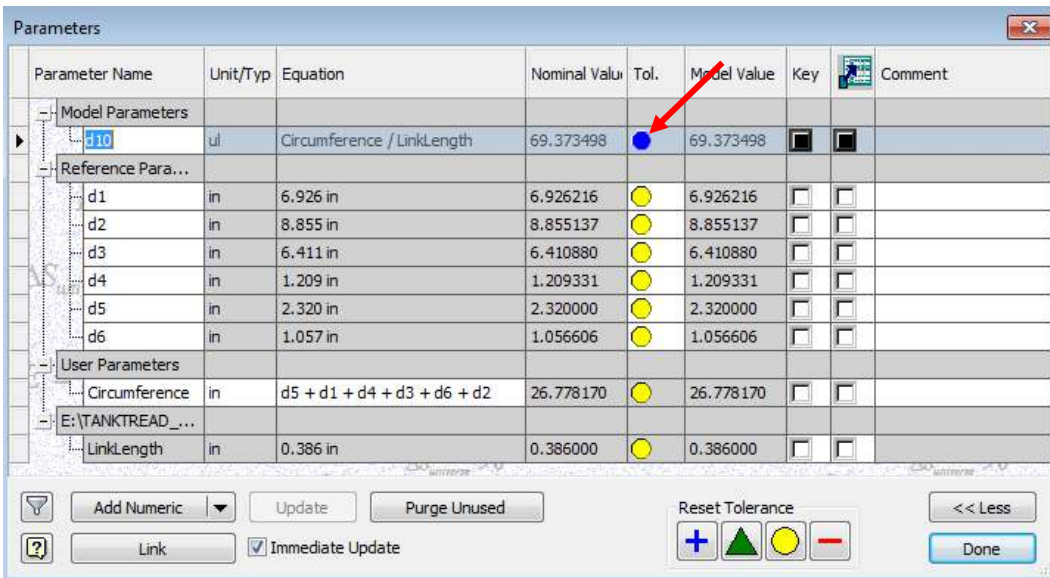 Parameters
Parameter Name Unit/Typ Equation Nominal Valu Tol. Model Value Key Comment
Model Parameters
d10 ul Circumference / LinkLength 69.373498 69.373498
Reference Para...
d1 in 6.926 in 6.926216 6.926216
d2 in 8.855 in 8.855137 8.855137
d3 in 6.411 in 6.410880 6.410880
d4 in 1.209 in 1.209331 1.209331
d5 in 2.320 in 2.320000 2.320000
d6 in 1.057 in 1.056606 1.056606
User Parameters
Circumference in d5 + d1 + d4 + d3 + d6 + d2 26.778170 26.778170
E:\TANKTREAD_...
LinkLength in 0.386 in 0.386000 0.386000
Add Numeric Update Purge Unused Reset Tolerance << Less
Link Immediate Update Done